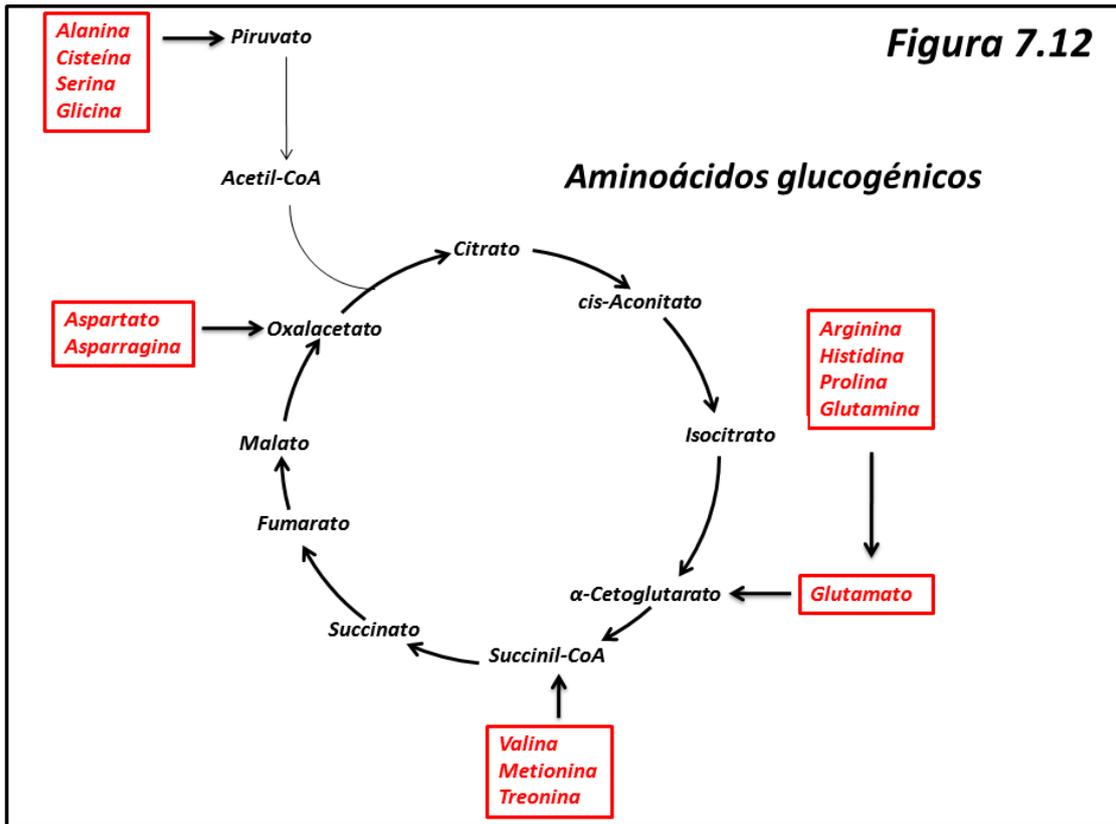 Figura 7.12
Aminoácidos glucogénicos
Alanina
Cisteína
Serina
Glicina
Piruvato
Acetil-CoA
Citrato
cis-Aconitato
Isocitrato
α-Cetoglutarato
Succinil-CoA
Succinato
Fumarato
Malato
Oxalacetato
Aspartato
Asparragina
Arginina
Histidina
Prolina
Glutamina
Glutamato
Valina
Metionina
Treonina